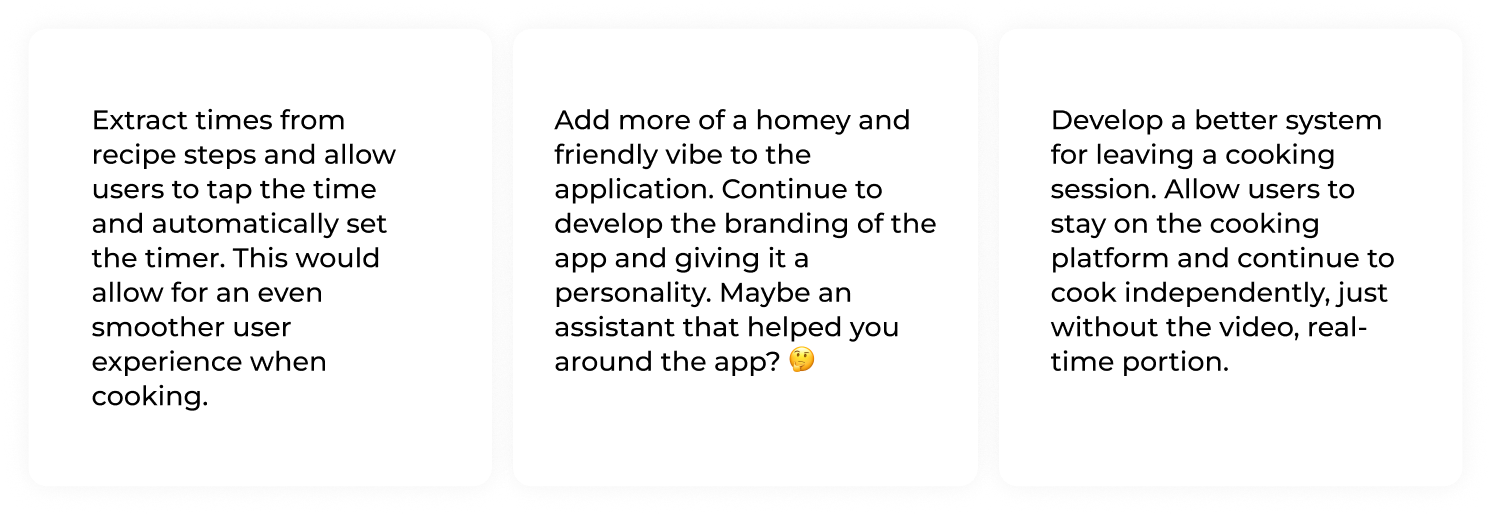 Extract times from
recipe steps and allow
users to tap the time
and automatically set
the timer. This would
allow for an even
smoother user
experience when
cooking.
Add more of a homey and
friendly vibe to the
application. Continue to
develop the branding of the
app and giving it a
personality. Maybe an
assistant that helped you
around the app? 🤔
Develop a better system
for leaving a cooking
session. Allow users to
stay on the cooking
platform and continue to
cook independently, just
without the video, real-
time portion.